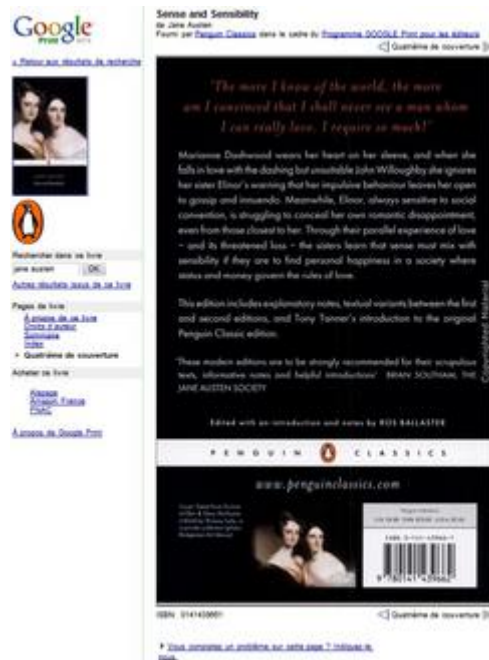 Google
Print BETA
« Retour aux résultats de recherche
Rechercher dans ce livre
jane austen OK
Autres résultats issus de ce livre
Pages du livre
À propos de ce livre
Droits d'auteur
Sommaire
Index
Quatrième de couverture
Acheter ce livre
Alapage
Amazon France
FNAC
À propos de Google Print
Sense and Sensibility
de Jane Austen
Fourni par Penguin Classics dans le cadre du Programme GOOGLE Print pour les éditeurs
Quatrième de couverture
'The more I know of the world, the more
am I convinced that I shall never see a man whom
I can really love. I require so much!'
Marianne Dashwood wears her heart on her sleeve, and when she
falls in love with the dashing but unsuitable John Willoughby she ignores
her sister Elinor's warning that her impulsive behaviour leaves her open
to gossip and innuendo. Meanwhile, Elinor, always sensitive to social
convention, is struggling to conceal her own romantic disappointment,
even from those closest to her. Through their parallel experience of love
– and its threatened loss – the sisters learn that sense must mix with
sensibility if they are to find personal happiness in a society where
status and money govern the rules of love.
This edition includes explanatory notes, textual variants between the first
and second editions, and Tony Tanner's introduction to the original
Penguin Classic edition.
'These modern editions are to be strongly recommended for their scrupulous
texts, informative notes and helpful introductions' BRIAN SOUTHAM, THE
JANE AUSTEN SOCIETY
Edited with an introduction and notes by ROS BALLASTER
Copyrighted Material
PENGUIN CLASSICS
www.penguinclassics.com
ISBN 0-141-43966-1
9 780141 439662
ISBN 0141439661
Quatrième de couverture
Vous constatez un problème sur cette page ? Indiquez-le
nous.